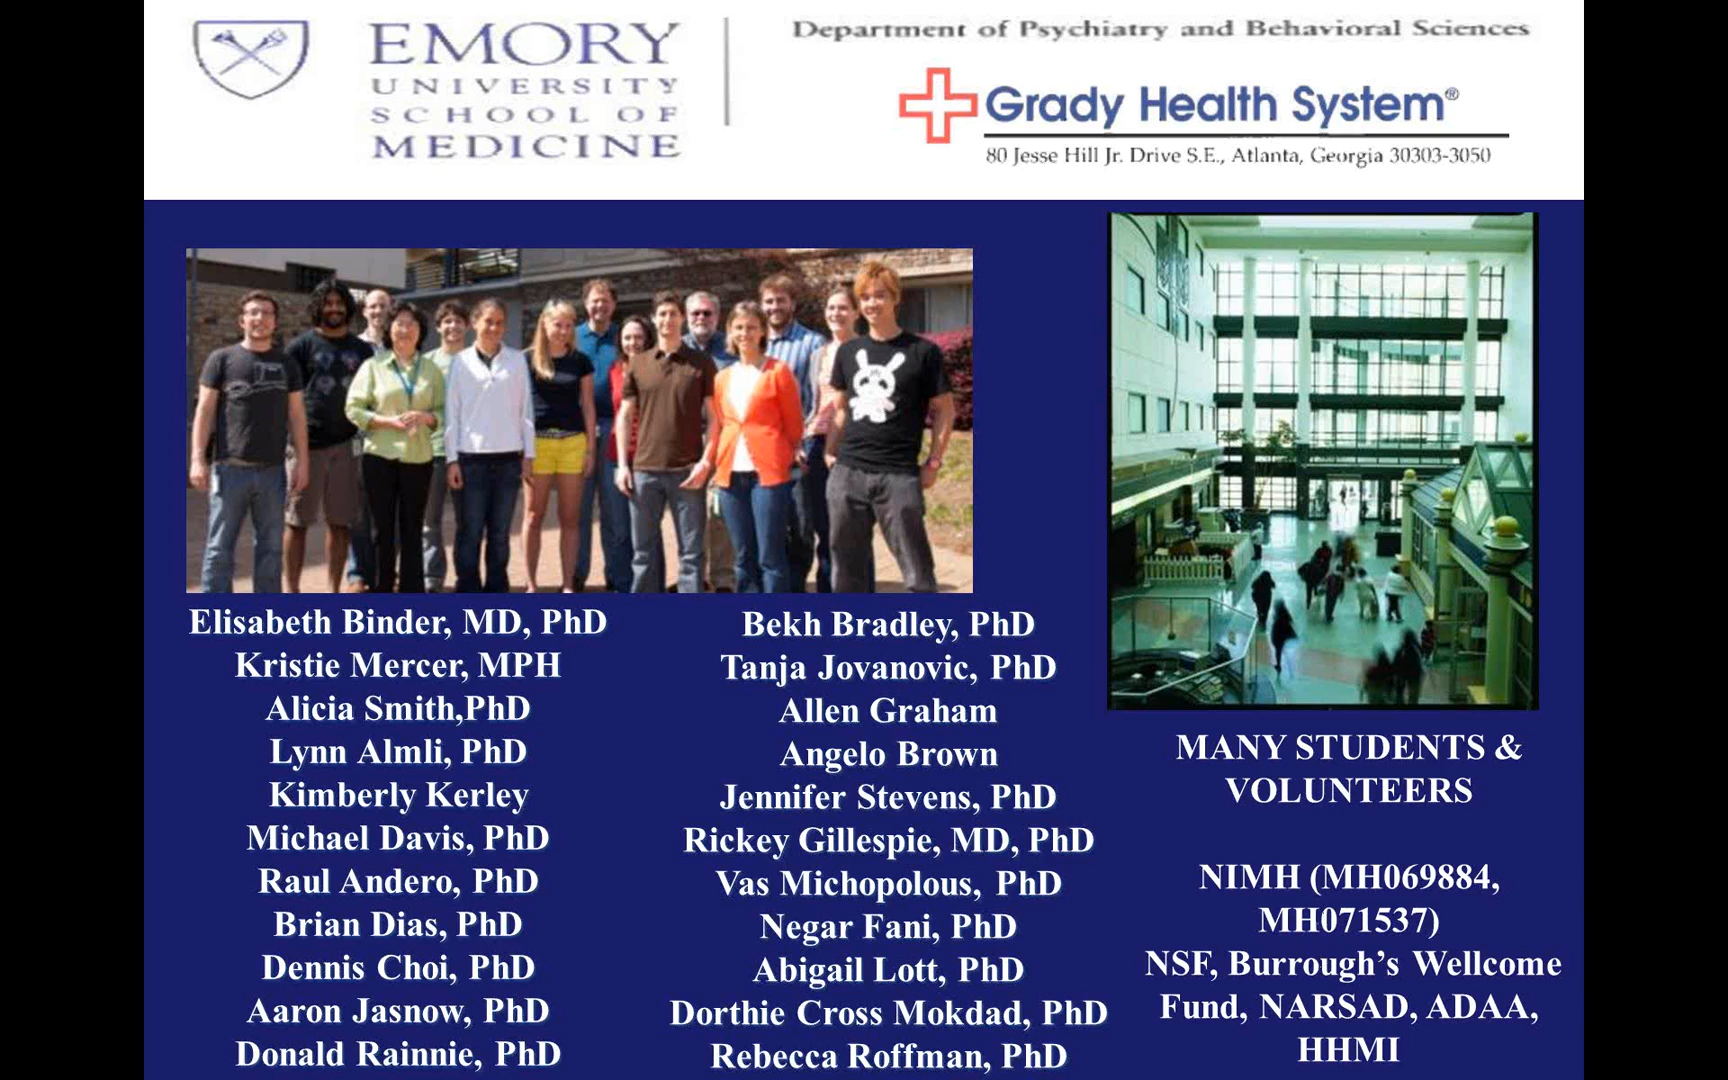 EMORY
UNIVERSITY
SCHOOL OF
MEDICINE
Department of Psychiatry and Behavioral Sciences
Grady Health System®
80 Jesse Hill Jr. Drive S.E., Atlanta, Georgia 30303-3050
Elisabeth Binder, MD, PhD
Kristie Mercer, MPH
Alicia Smith,PhD
Lynn Almli, PhD
Kimberly Kerley
Michael Davis, PhD
Raul Andero, PhD
Brian Dias, PhD
Dennis Choi, PhD
Aaron Jasnow, PhD
Donald Rainnie, PhD
Bekh Bradley, PhD
Tanja Jovanovic, PhD
Allen Graham
Angelo Brown
Jennifer Stevens, PhD
Rickey Gillespie, MD, PhD
Vas Michopolous, PhD
Negar Fani, PhD
Abigail Lott, PhD
Dorthie Cross Mokdad, PhD
Rebecca Roffman, PhD
MANY STUDENTS &
VOLUNTEERS
NIMH (MH069884,
MH071537)
NSF, Burrough’s Wellcome
Fund, NARSAD, ADAA,
HHMI